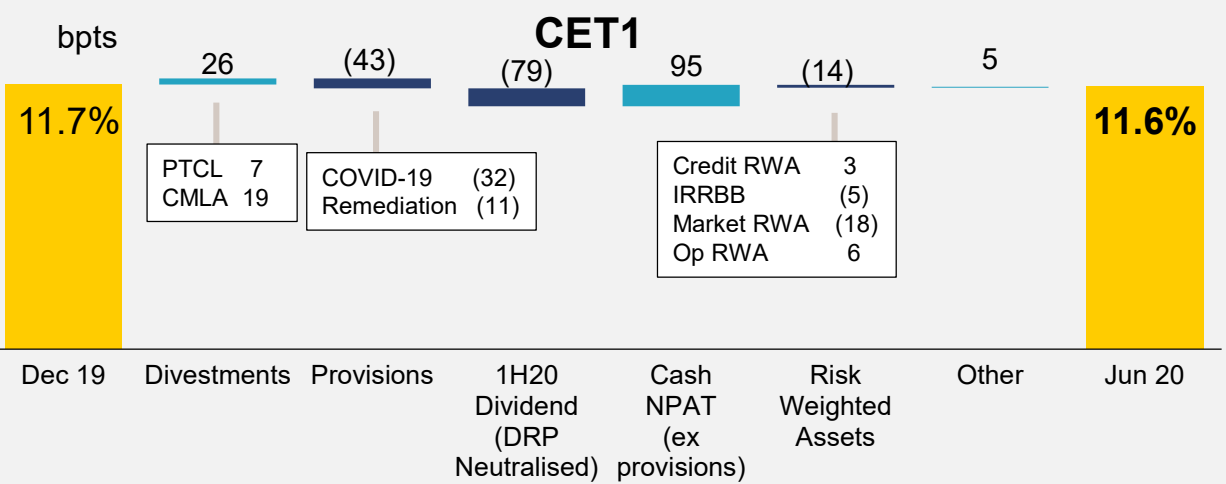 CET1
bpts
26
(43)
(79)
95
(14)
5
11.7%
11.6%
PTCL 7
CMLA 19
COVID-19 (32)
Remediation (11)
Credit RWA 3
IRRBB (5)
Market RWA (18)
Op RWA 6
Dec 19
Divestments
Provisions
1H20
Dividend
(DRP
Neutralised)
Cash
NPAT
(ex
provisions)
Risk
Weighted
Assets
Other
Jun 20